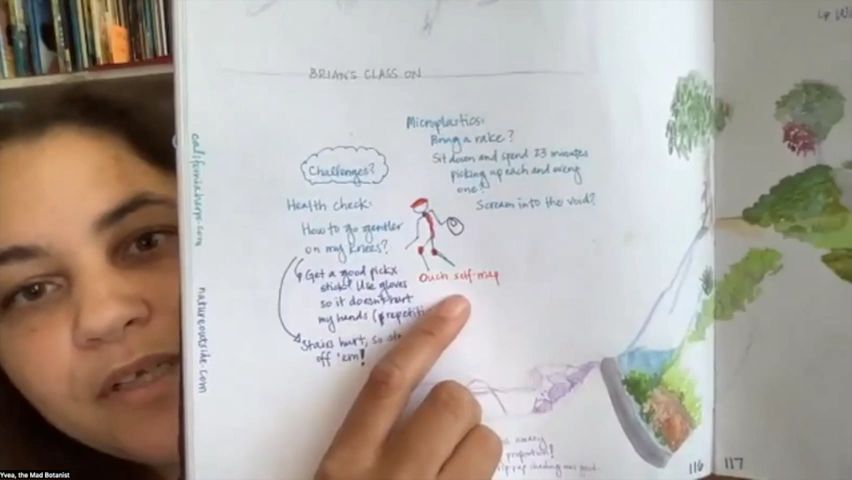 BRIAN'S CLASS ON
Microplastics:
Bring a rake?
Sit down and spend 23 minutes
picking up each and every
one?
Scream into the void?
Challenges?
Health check:
How to go gentler
on my knees?
Get a good pickx
stick? Use gloves
so it doesn't hurt
my hands
Stairs hurt, so
off 'em!
Ouch self-map
californiaherps.com
natureoutside.com
116
117
Yvea, the Mad Botanist